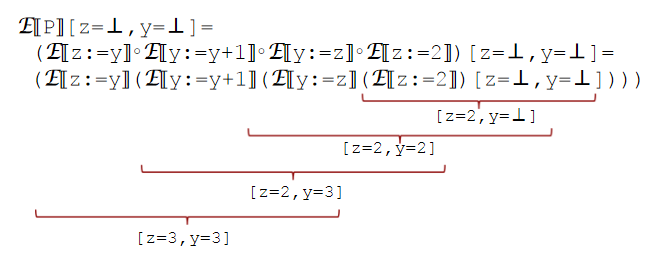 ℰ⟦P⟧[z=⊥,y=⊥]=
(ℰ⟦z:=y⟧∘ℰ⟦y:=y+1⟧∘ℰ⟦y:=z⟧∘ℰ⟦z:=2⟧)[z=⊥,y=⊥]=
(ℰ⟦z:=y⟧(ℰ⟦y:=y+1⟧(ℰ⟦y:=z⟧(ℰ⟦z:=2⟧)[z=⊥,y=⊥])))
[z=2,y=⊥]
[z=2,y=2]
[z=2,y=3]
[z=3,y=3]